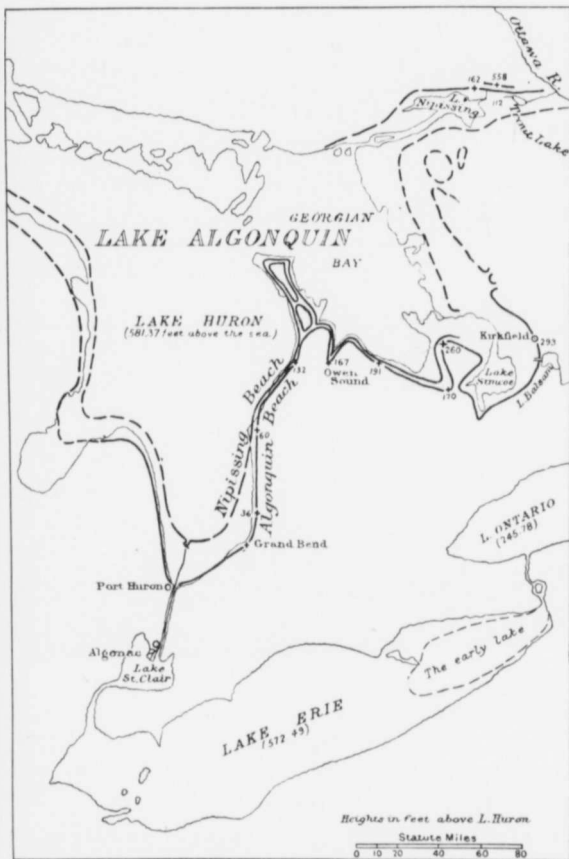 Ottawa R.
162
558
L. Nipissing
112
Trout Lake
GEORGIAN
LAKE ALGONQUIN
BAY
LAKE HURON
(581.37 feet above the sea.)
Kirkfield
293
260
Lake Simcoe
L. Balsam
132
167
Owen Sound
191
170
Nipissing Beach
Algonquin Beach
60
36
Grand Bend
L. ONTARIO
(245.78)
Port Huron
Algonac
Lake St. Clair
The early lake
LAKE ERIE
(572.49)
Heights in feet above L. Huron
Statute Miles
0 10 20 40 60 80